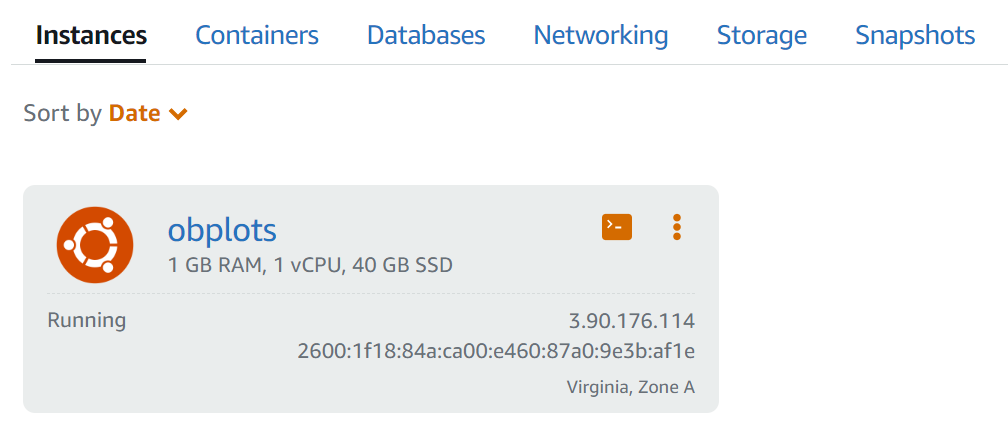 Instances Containers Databases Networking Storage Snapshots
Sort by Date
obplots
1 GB RAM, 1 vCPU, 40 GB SSD
Running 3.90.176.114
2600:1f18:84a:ca00:e460:87a0:9e3b:af1e
Virginia, Zone A